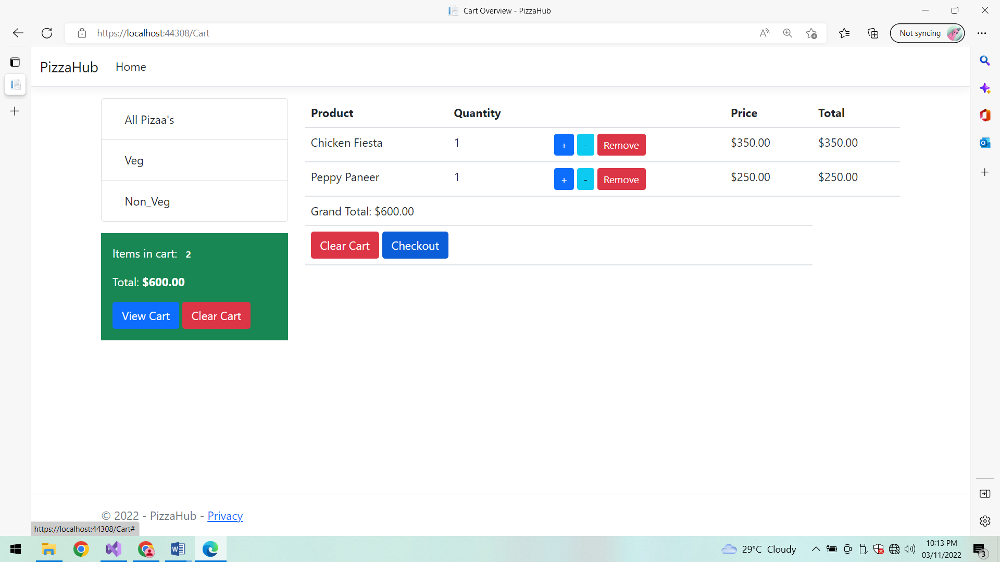 Cart Overview - PizzaHub
https://localhost:44308/Cart
Not syncing
PizzaHub Home
All Pizaa's
Veg
Non_Veg
Items in cart: 2
Total: $600.00
View Cart Clear Cart
Product Quantity Price Total
Chicken Fiesta 1 + - Remove $350.00 $350.00
Peppy Paneer 1 + - Remove $250.00 $250.00
Grand Total: $600.00
Clear Cart Checkout
© 2022 - PizzaHub - Privacy
https://localhost:44308/Cart#
29°C Cloudy
10:13 PM
03/11/2022
3